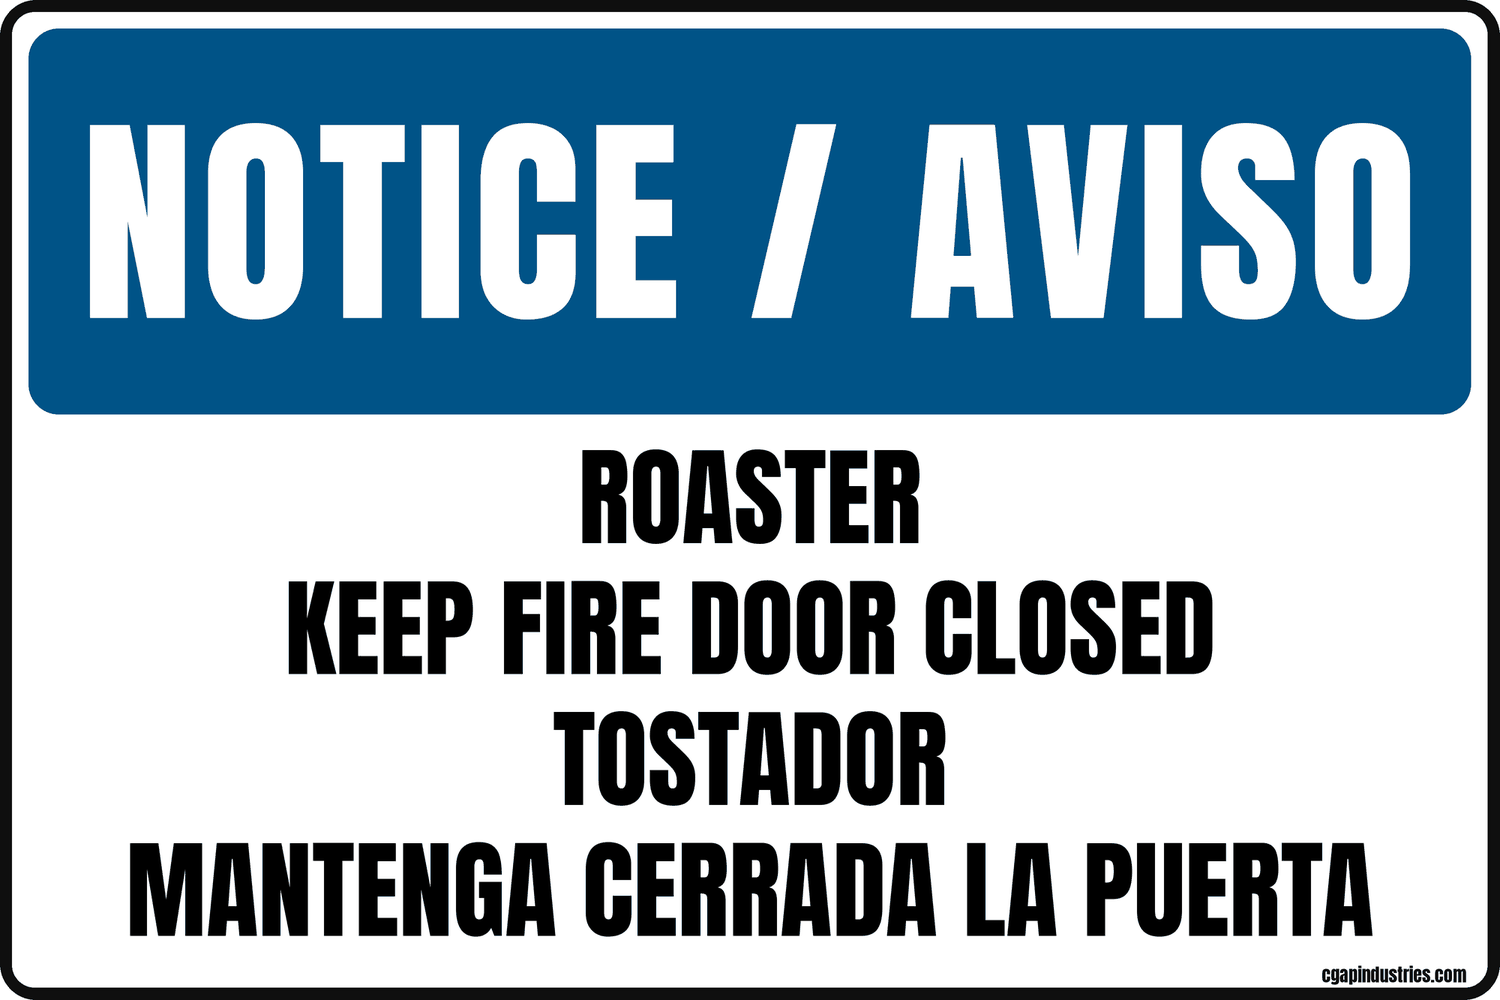 NOTICE / AVISO
ROASTER
KEEP FIRE DOOR CLOSED
TOSTADOR
MANTENGA CERRADA LA PUERTA
cgapindustries.com